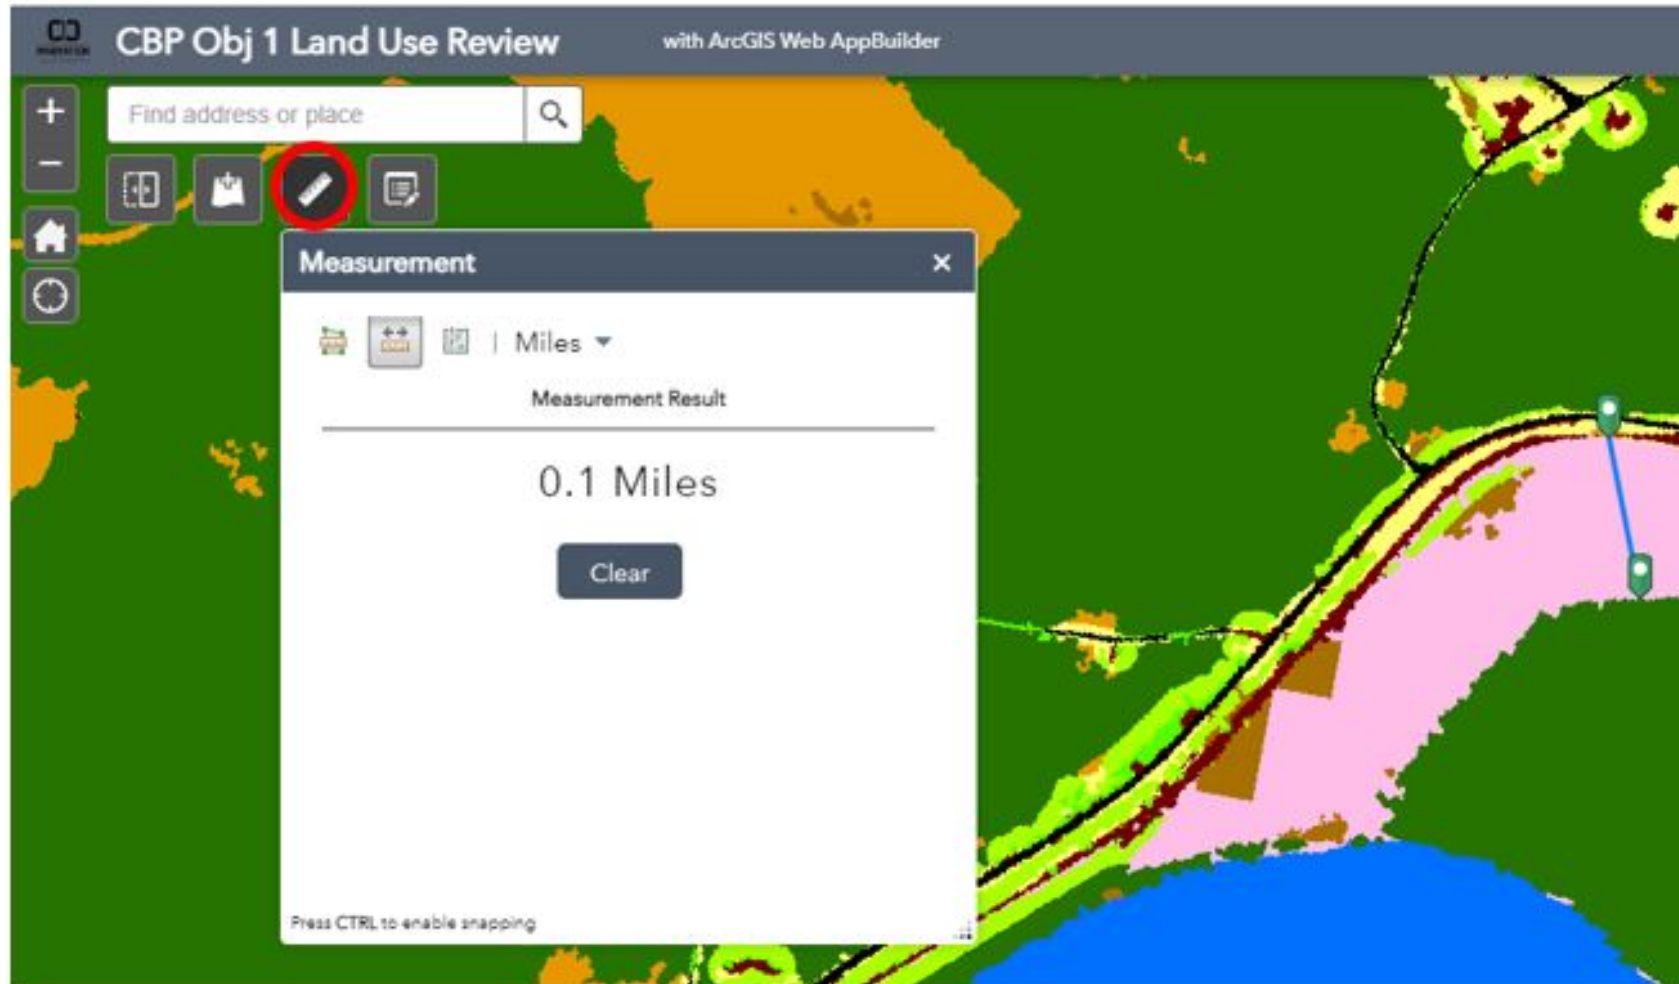 CBP Obj 1 Land Use Review
with ArcGIS Web AppBuilder
+
Find address or place
−
Measurement ×
| Miles
Measurement Result
0.1 Miles
Clear
Press CTRL to enable snapping